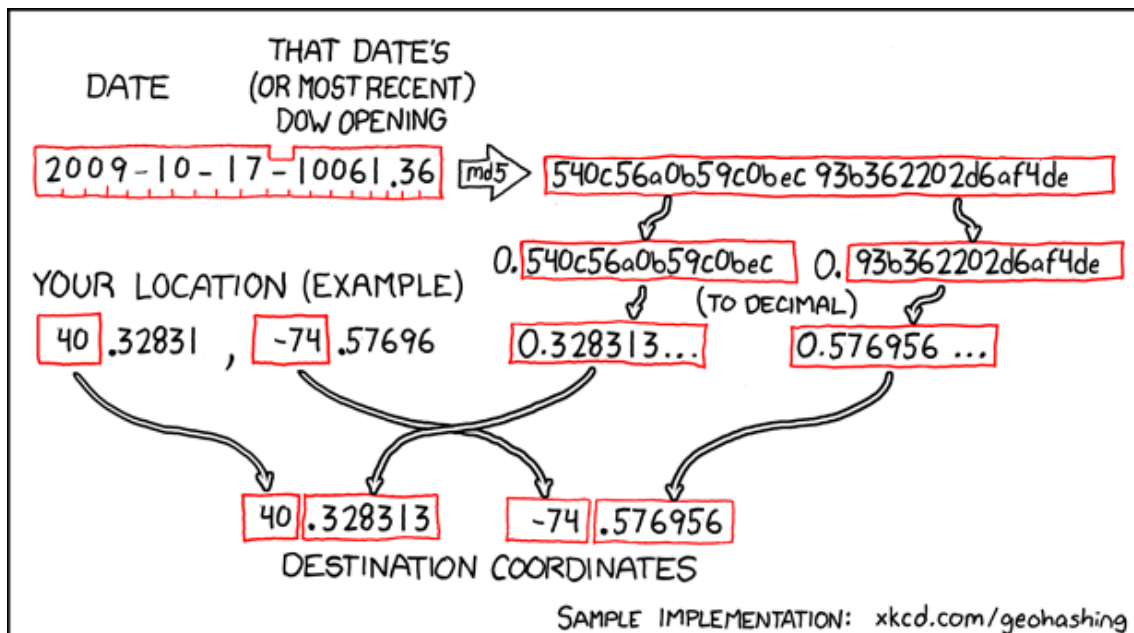 THAT DATE'S
DATE (OR MOST RECENT)
DOW OPENING
2009-10-17-10061.36 md5 540c56a0b59c0bec 93b362202d6af4de
0.540c56a0b59c0bec 0.93b362202d6af4de
YOUR LOCATION (EXAMPLE) (TO DECIMAL)
40.32831, -74.57696 0.328313... 0.576956 ...
40.328313 -74.576956
DESTINATION COORDINATES
SAMPLE IMPLEMENTATION: xkcd.com/geohashing